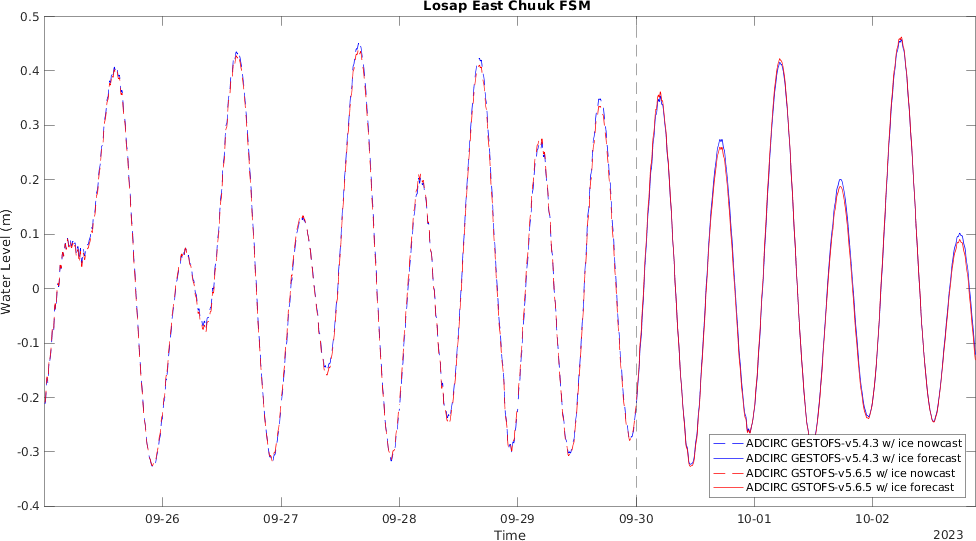 Losap East Chuuk FSM
0.5
0.4
0.3
0.2
0.1
0
-0.1
-0.2
-0.3
-0.4
Water Level (m)
ADCIRC GESTOFS-v5.4.3 w/ ice nowcast
ADCIRC GESTOFS-v5.4.3 w/ ice forecast
ADCIRC GSTOFS-v5.6.5 w/ ice nowcast
ADCIRC GSTOFS-v5.6.5 w/ ice forecast
09-26 09-27 09-28 09-29 09-30 10-01 10-02
Time
2023